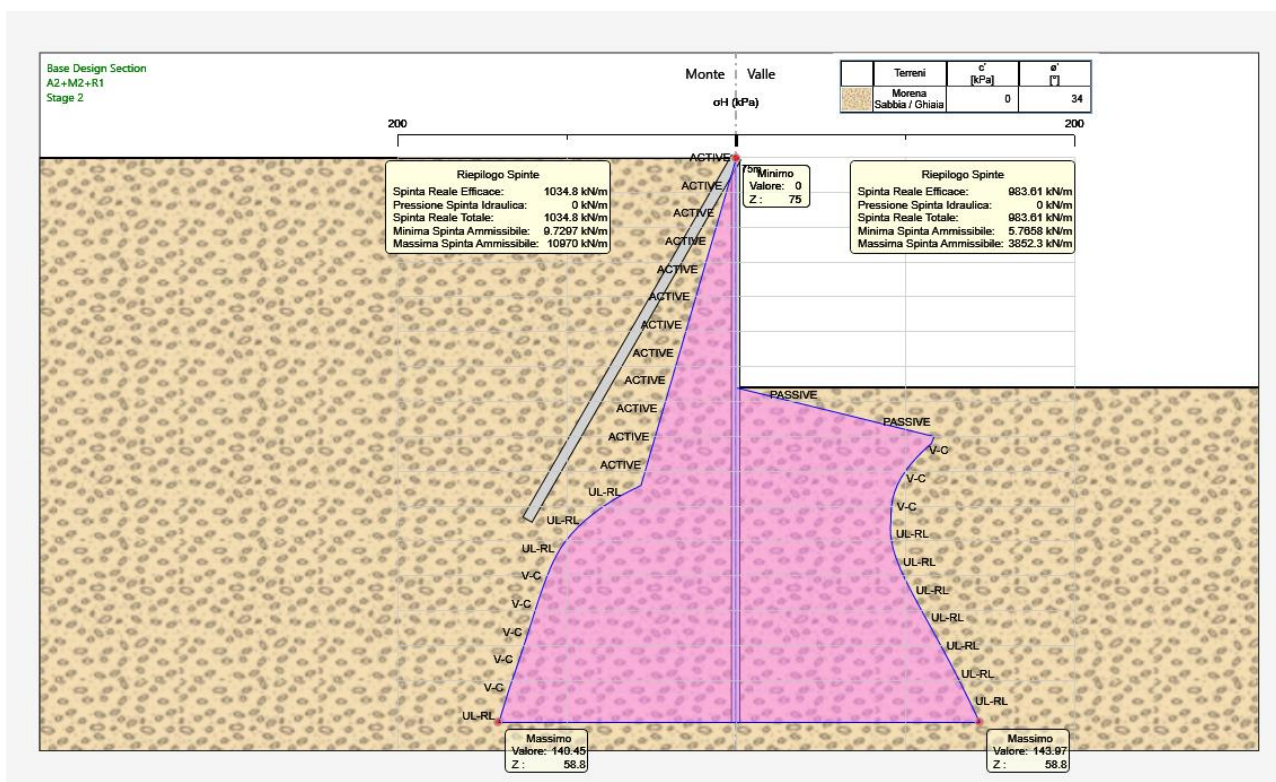 Base Design Section
A2+M2+R1
Stage 2
Monte Valle
σH (kPa)
Terreni c' [kPa] ø' [°]
Morena Sabbia / Ghiaia 0 34
200 200
ACTIVE
75m
Riepilogo Spinte
Spinta Reale Efficace: 1034.8 kN/m
Pressione Spinta Idraulica: 0 kN/m
Spinta Reale Totale: 1034.8 kN/m
Minima Spinta Ammissibile: 9.7297 kN/m
Massima Spinta Ammissibile: 10970 kN/m
Minimo
Valore: 0
Z : 75
Riepilogo Spinte
Spinta Reale Efficace: 983.61 kN/m
Pressione Spinta Idraulica: 0 kN/m
Spinta Reale Totale: 983.61 kN/m
Minima Spinta Ammissibile: 5.7658 kN/m
Massima Spinta Ammissibile: 3852.3 kN/m
ACTIVE
ACTIVE
ACTIVE
ACTIVE
ACTIVE
ACTIVE
ACTIVE
ACTIVE
ACTIVE
ACTIVE
ACTIVE
UL-RL
UL-RL
UL-RL
V-C
V-C
V-C
V-C
V-C
UL-RL
PASSIVE
PASSIVE
V-C
V-C
V-C
UL-RL
UL-RL
UL-RL
UL-RL
UL-RL
UL-RL
UL-RL
Massimo
Valore: 140.45
Z : 58.8
Massimo
Valore: 143.97
Z : 58.8